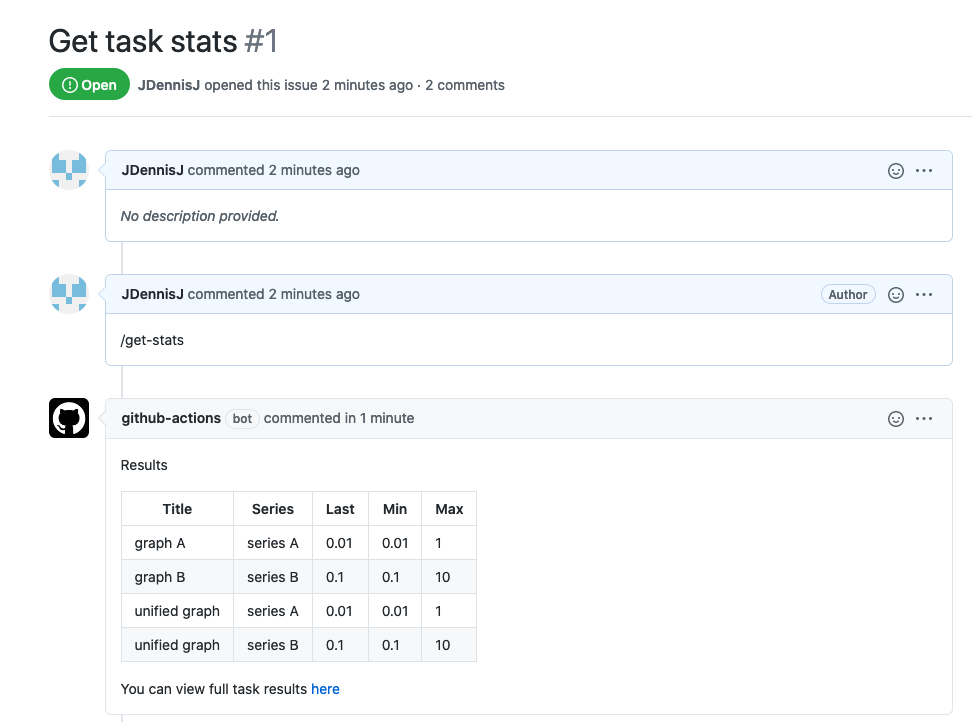 Get task stats #1
Open JDennisJ opened this issue 2 minutes ago · 2 comments
JDennisJ commented 2 minutes ago
No description provided.
JDennisJ commented 2 minutes ago Author
/get-stats
github-actions bot commented in 1 minute
Results
Title Series Last Min Max
graph A series A 0.01 0.01 1
graph B series B 0.1 0.1 10
unified graph series A 0.01 0.01 1
unified graph series B 0.1 0.1 10
You can view full task results here